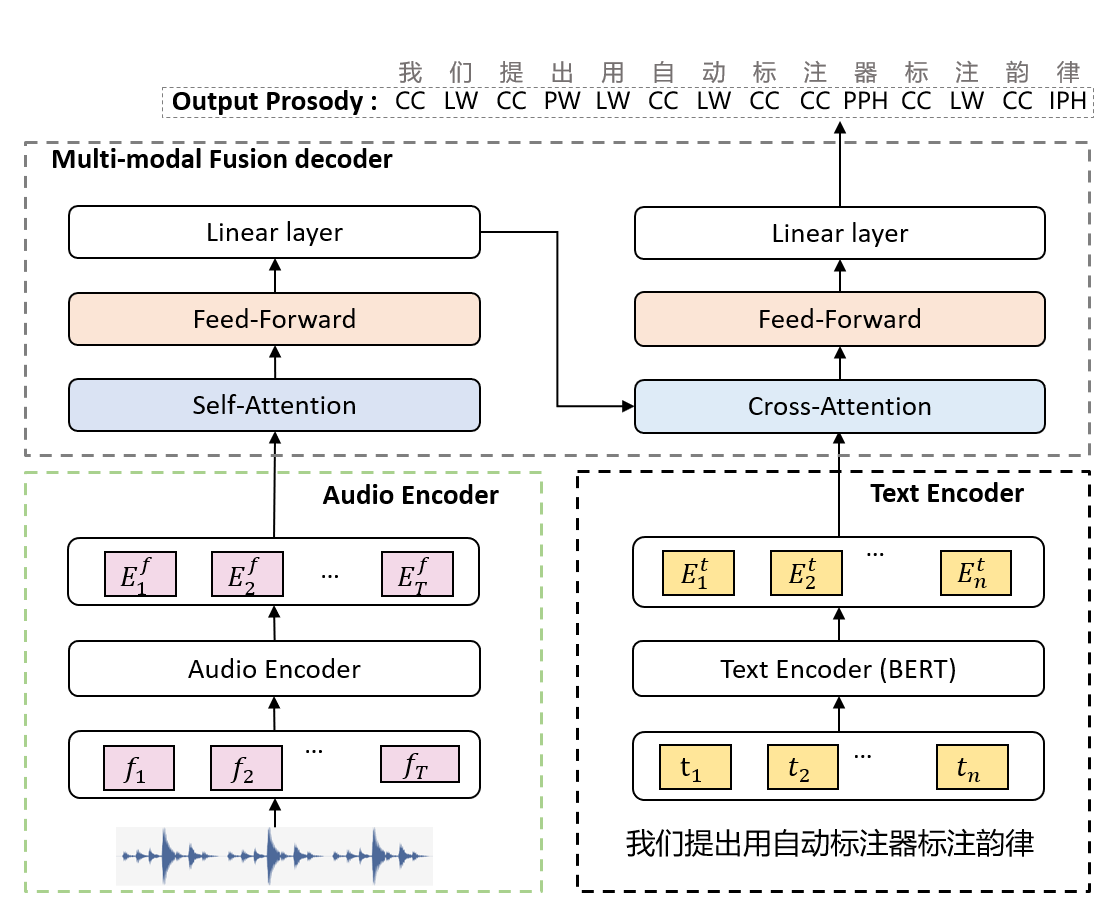 我 们 提 出 用 自 动 标 注 器 标 注 韵 律
Output Prosody : CC LW CC PW LW CC LW CC CC PPH CC LW CC IPH
Multi-modal Fusion decoder
Linear layer
Feed-Forward
Self-Attention
Linear layer
Feed-Forward
Cross-Attention
Audio Encoder
E_1^f E_2^f ... E_T^f
Audio Encoder
f_1 f_2 ... f_T
Text Encoder
E_1^t E_2^t ... E_n^t
Text Encoder (BERT)
t_1 t_2 ... t_n
我们提出用自动标注器标注韵律